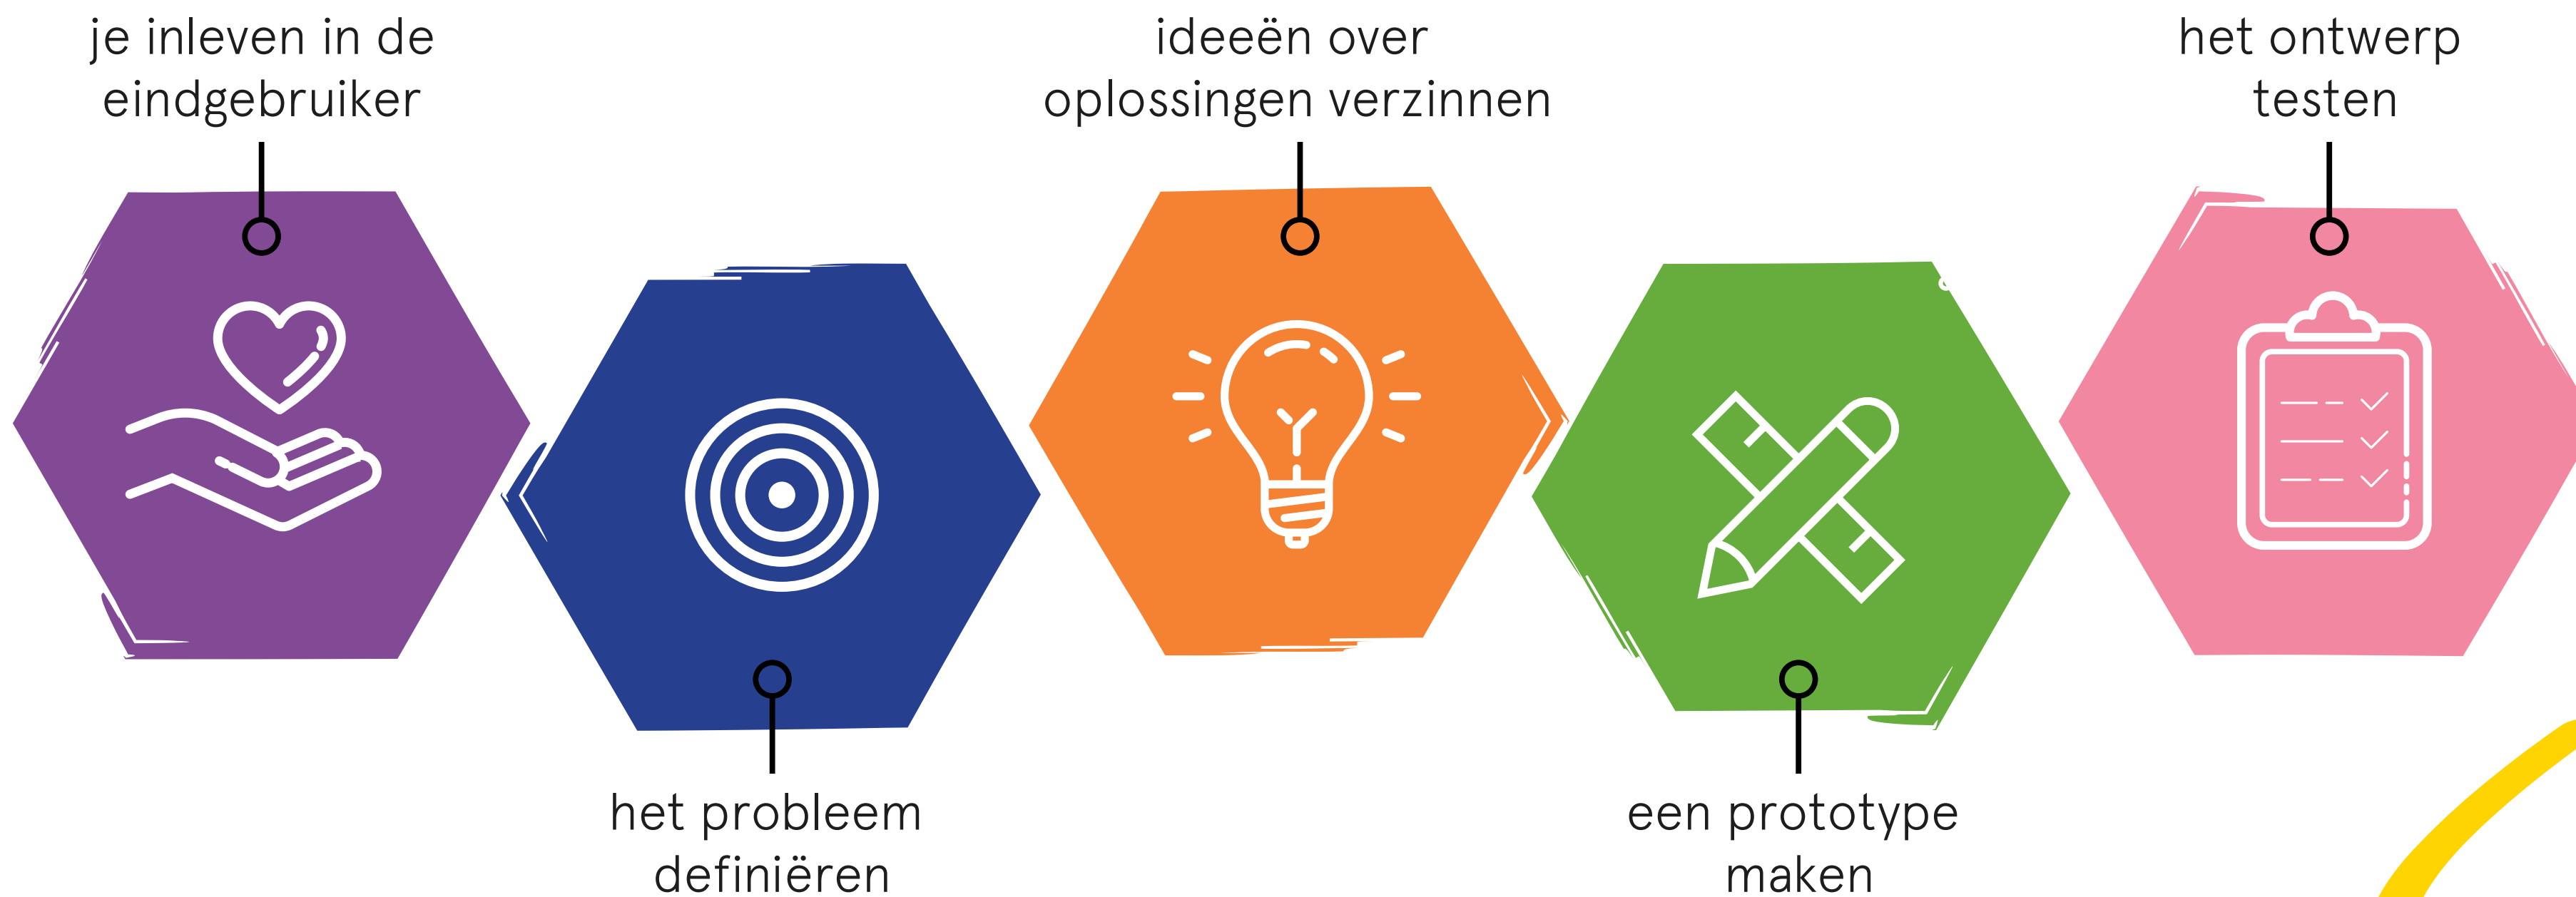 je inleven in de
eindgebruiker
het probleem
definiëren
ideeën over
oplossingen verzinnen
een prototype
maken
het ontwerp
testen